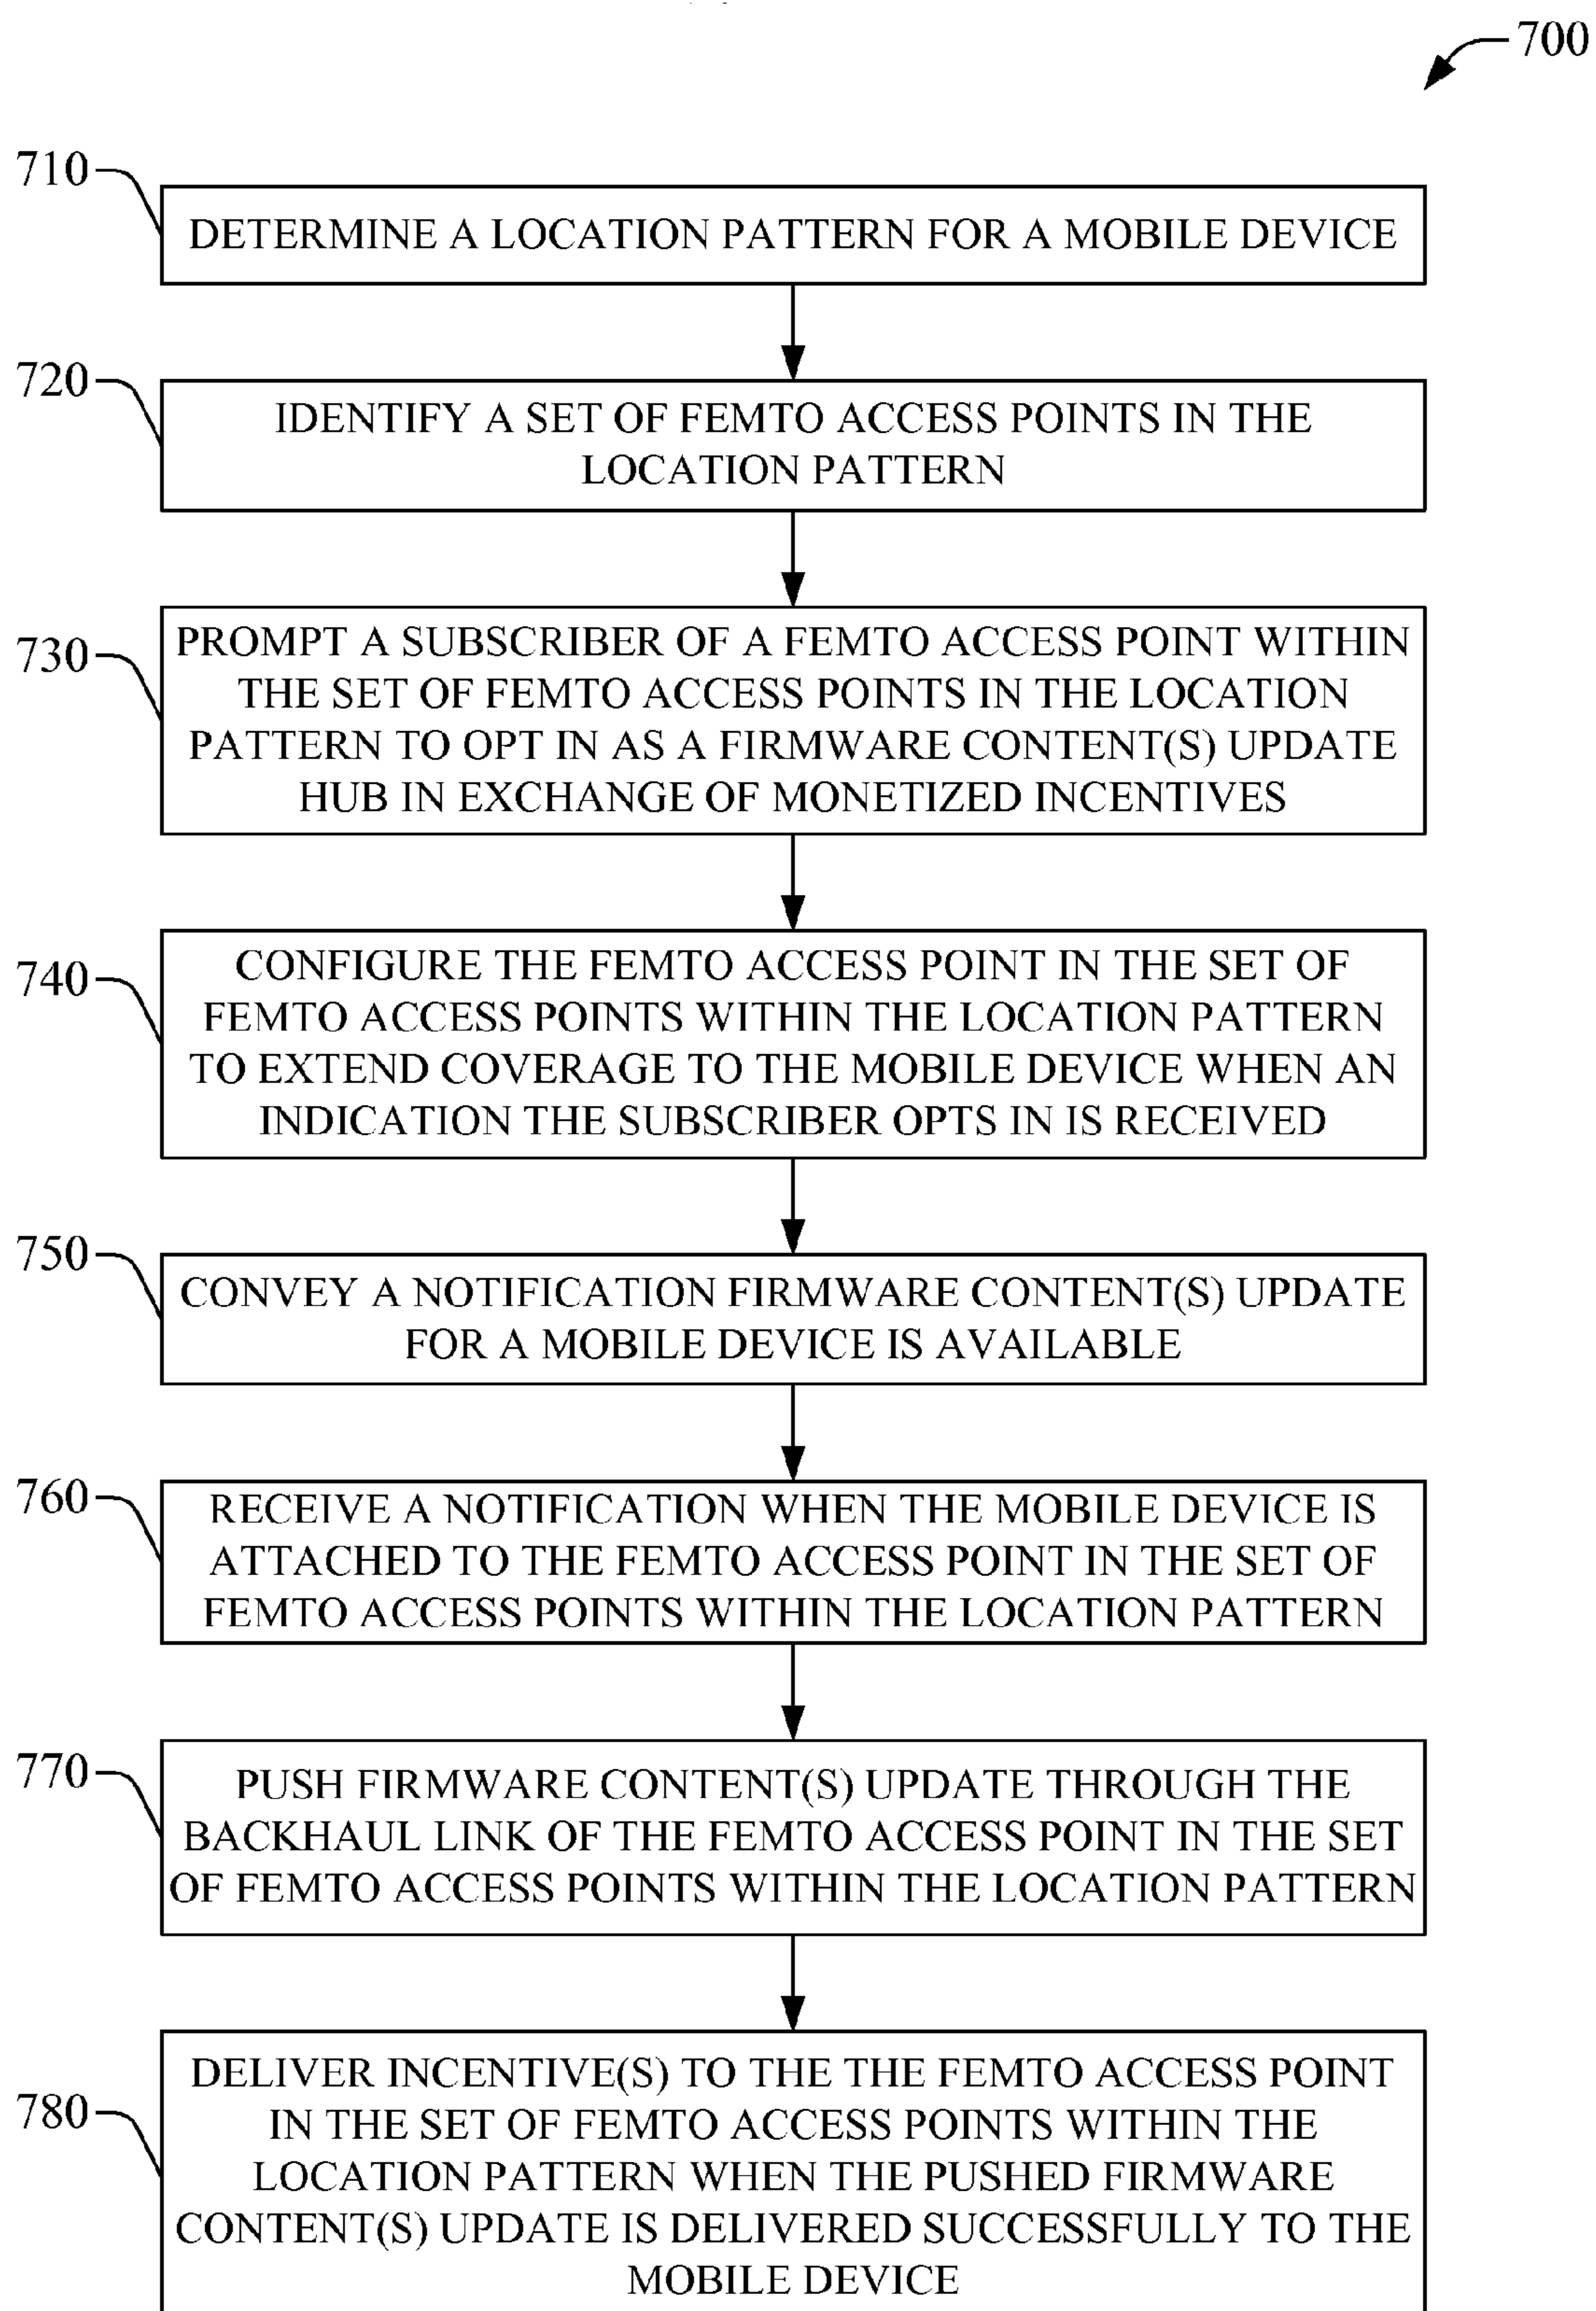 700
710
DETERMINE A LOCATION PATTERN FOR A MOBILE DEVICE
720
IDENTIFY A SET OF FEMTO ACCESS POINTS IN THE
LOCATION PATTERN
730
PROMPT A SUBSCRIBER OF A FEMTO ACCESS POINT WITHIN
THE SET OF FEMTO ACCESS POINTS IN THE LOCATION
PATTERN TO OPT IN AS A FIRMWARE CONTENT(S) UPDATE
HUB IN EXCHANGE OF MONETIZED INCENTIVES
740
CONFIGURE THE FEMTO ACCESS POINT IN THE SET OF
FEMTO ACCESS POINTS WITHIN THE LOCATION PATTERN
TO EXTEND COVERAGE TO THE MOBILE DEVICE WHEN AN
INDICATION THE SUBSCRIBER OPTS IN IS RECEIVED
750
CONVEY A NOTIFICATION FIRMWARE CONTENT(S) UPDATE
FOR A MOBILE DEVICE IS AVAILABLE
760
RECEIVE A NOTIFICATION WHEN THE MOBILE DEVICE IS
ATTACHED TO THE FEMTO ACCESS POINT IN THE SET OF
FEMTO ACCESS POINTS WITHIN THE LOCATION PATTERN
770
PUSH FIRMWARE CONTENT(S) UPDATE THROUGH THE
BACKHAUL LINK OF THE FEMTO ACCESS POINT IN THE SET
OF FEMTO ACCESS POINTS WITHIN THE LOCATION PATTERN
780
DELIVER INCENTIVE(S) TO THE THE FEMTO ACCESS POINT
IN THE SET OF FEMTO ACCESS POINTS WITHIN THE
LOCATION PATTERN WHEN THE PUSHED FIRMWARE
CONTENT(S) UPDATE IS DELIVERED SUCCESSFULLY TO THE
MOBILE DEVICE